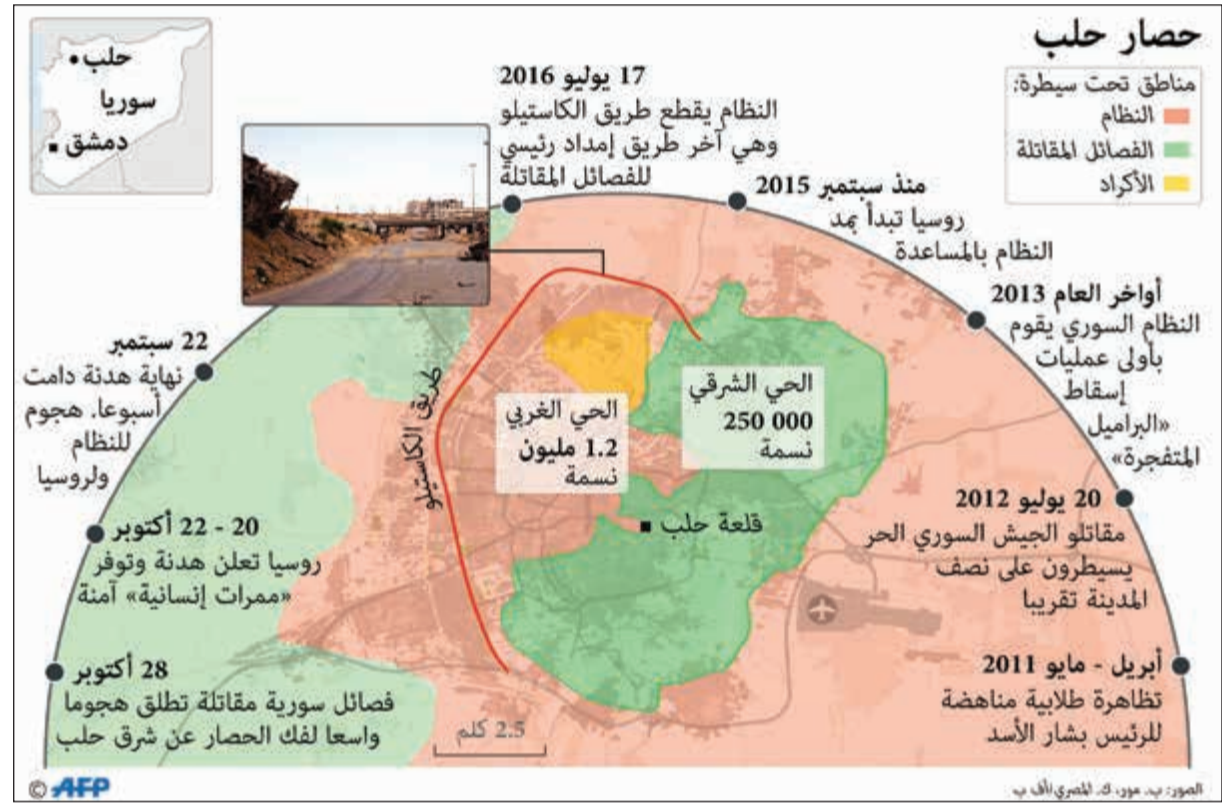 حصار حلب
مناطق تحت سيطرة:
النظام
الفصائل المقاتلة
الأكراد
حلب
سوريا
دمشق
17 يوليو 2016
النظام يقطع طريق الكاستيلو
وهي آخر طريق إمداد رئيسي
للفصائل المقاتلة
منذ سبتمبر 2015
روسيا تبدأ بمد
النظام بالمساعدة
أواخر العام 2013
النظام السوري يقوم
بأولى عمليات
إسقاط
«البراميل
المتفجرة»
20 يوليو 2012
مقاتلو الجيش السوري الحر
يسيطرون على نصف
المدينة تقريبا
أبريل - مايو 2011
تظاهرة طلابية مناهضة
للرئيس بشار الأسد
22 سبتمبر
نهاية هدنة دامت
أسبوعا. هجوم
للنظام
ولروسيا
20 - 22 أكتوبر
روسيا تعلن هدنة وتوفر
«ممرات إنسانية» آمنة
28 أكتوبر
فصائل سورية مقاتلة تطلق هجوما
واسعا لفك الحصار عن شرق حلب
طريق الكاستيلو
الحي الشرقي
250 000
نسمة
الحي الغربي
1.2 مليون
نسمة
قلعة حلب
2.5 كلم
الصور: ب. مور، ك. المصري/أف ب
© AFP